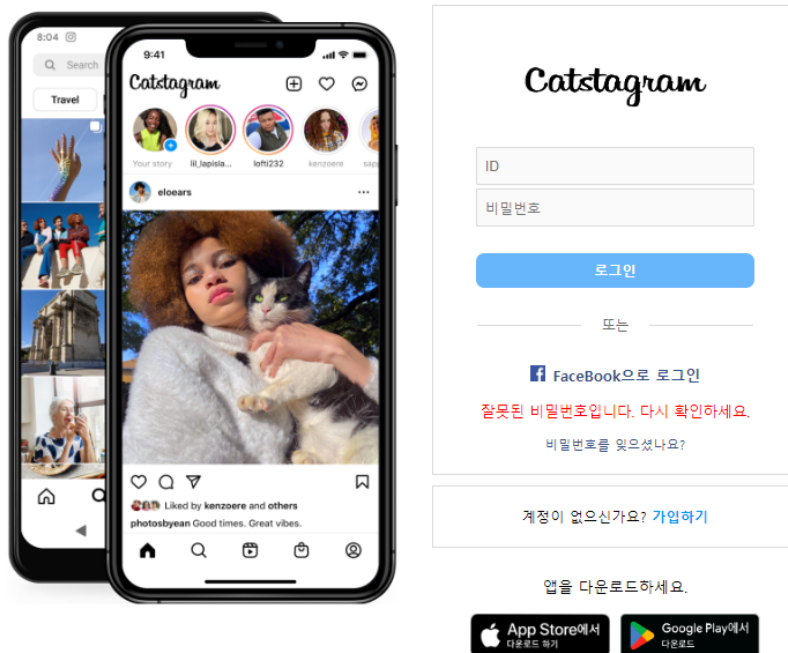 8:04
Search
Travel
9:41
Catstagram
Your story
lil_lapisla...
lofti232
kenzoere
sapp
eloears
Liked by kenzoere and others
photosbyean Good times. Great vibes.
Catstagram
ID
비밀번호
로그인
또는
FaceBook으로 로그인
잘못된 비밀번호입니다. 다시 확인하세요.
비밀번호를 잊으셨나요?
계정이 없으신가요? 가입하기
앱을 다운로드하세요.
App Store에서
다운로드 하기
Google Play에서
다운로드